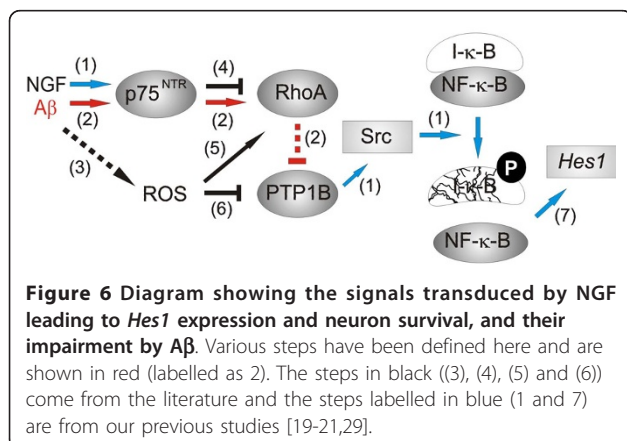 I-κ-B
NF-κ-B
(1)
(4)
NGF
p75NTR
RhoA
Aβ
(2)
(2)
(2)
Src
(1)
(3)
(5)
P
Hes1
I-κ-B
ROS
(6)
PTP1B
(1)
(7)
NF-κ-B
Figure 6 Diagram showing the signals transduced by NGF
leading to Hes1 expression and neuron survival, and their
impairment by Aβ. Various steps have been defined here and are
shown in red (labelled as 2). The steps in black ((3), (4), (5) and (6))
come from the literature and the steps labelled in blue (1 and 7)
are from our previous studies [19-21,29].